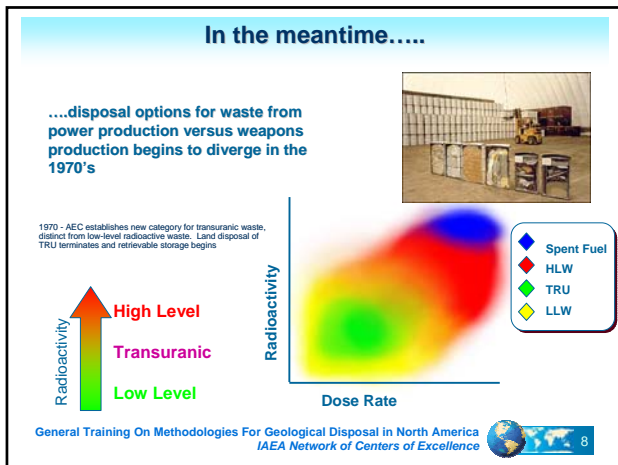 In the meantime.....
....disposal options for waste from
power production versus weapons
production begins to diverge in the
1970's
1970 - AEC establishes new category for transuranic waste,
distinct from low-level radioactive waste. Land disposal of
TRU terminates and retrievable storage begins
Radioactivity
High Level
Transuranic
Low Level
Radioactivity
Dose Rate
Spent Fuel
HLW
TRU
LLW
General Training On Methodologies For Geological Disposal in North America
IAEA Network of Centers of Excellence
8